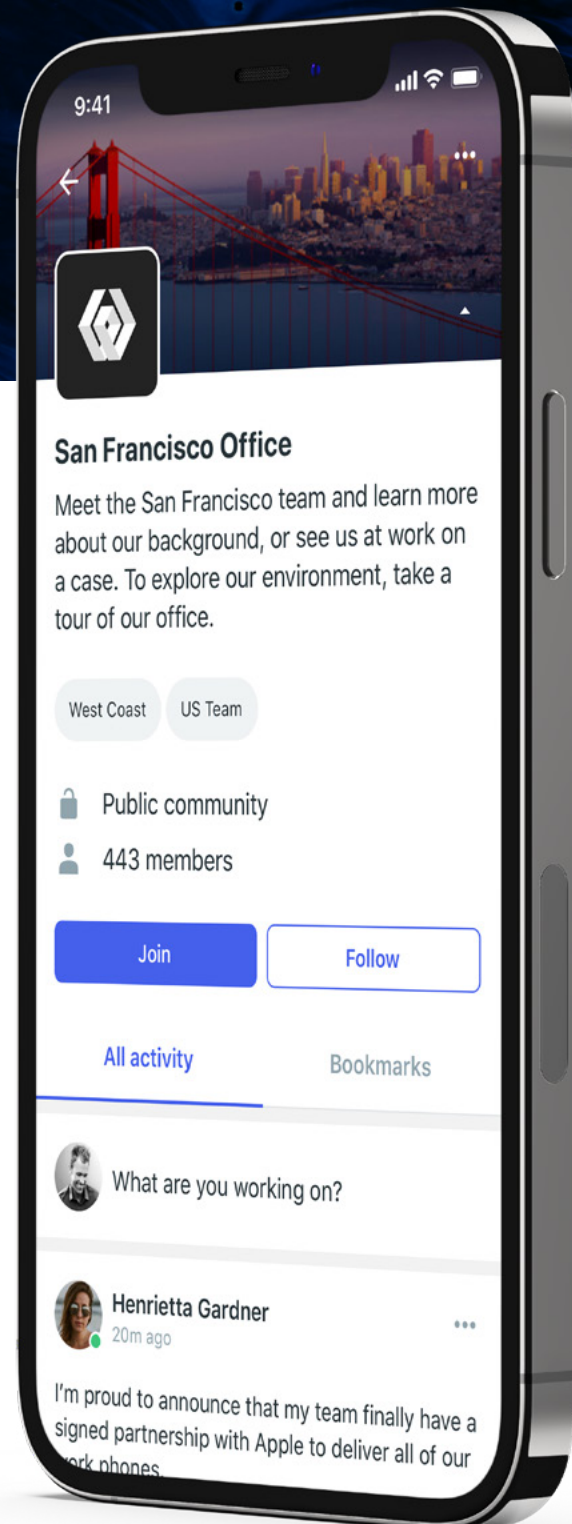 9:41
San Francisco Office
Meet the San Francisco team and learn more
about our background, or see us at work on
a case. To explore our environment, take a
tour of our office.
West Coast US Team
Public community
443 members
Join Follow
All activity Bookmarks
What are you working on?
Henrietta Gardner
20m ago
I'm proud to announce that my team finally have a
signed partnership with Apple to deliver all of our
work phones